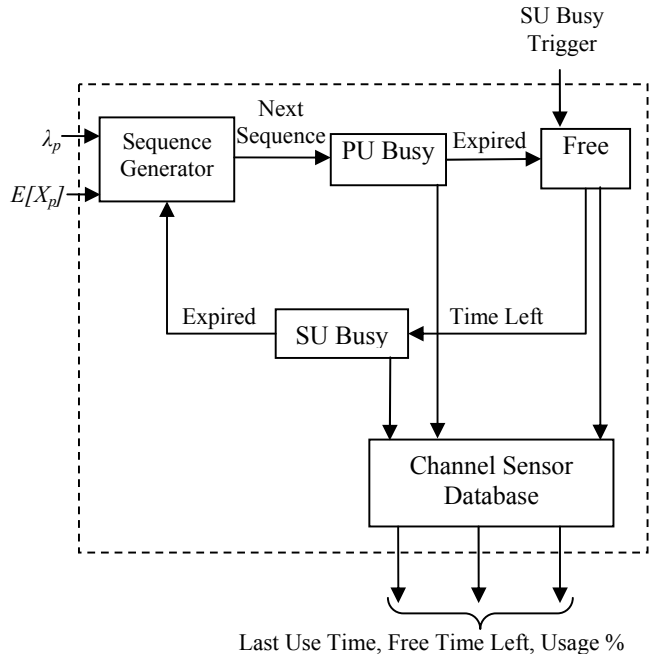 SU Busy
Trigger
λp
E[Xp]
Sequence
Generator
Next
Sequence
PU Busy
Expired
Free
Expired
SU Busy
Time Left
Channel Sensor
Database
Last Use Time, Free Time Left, Usage %